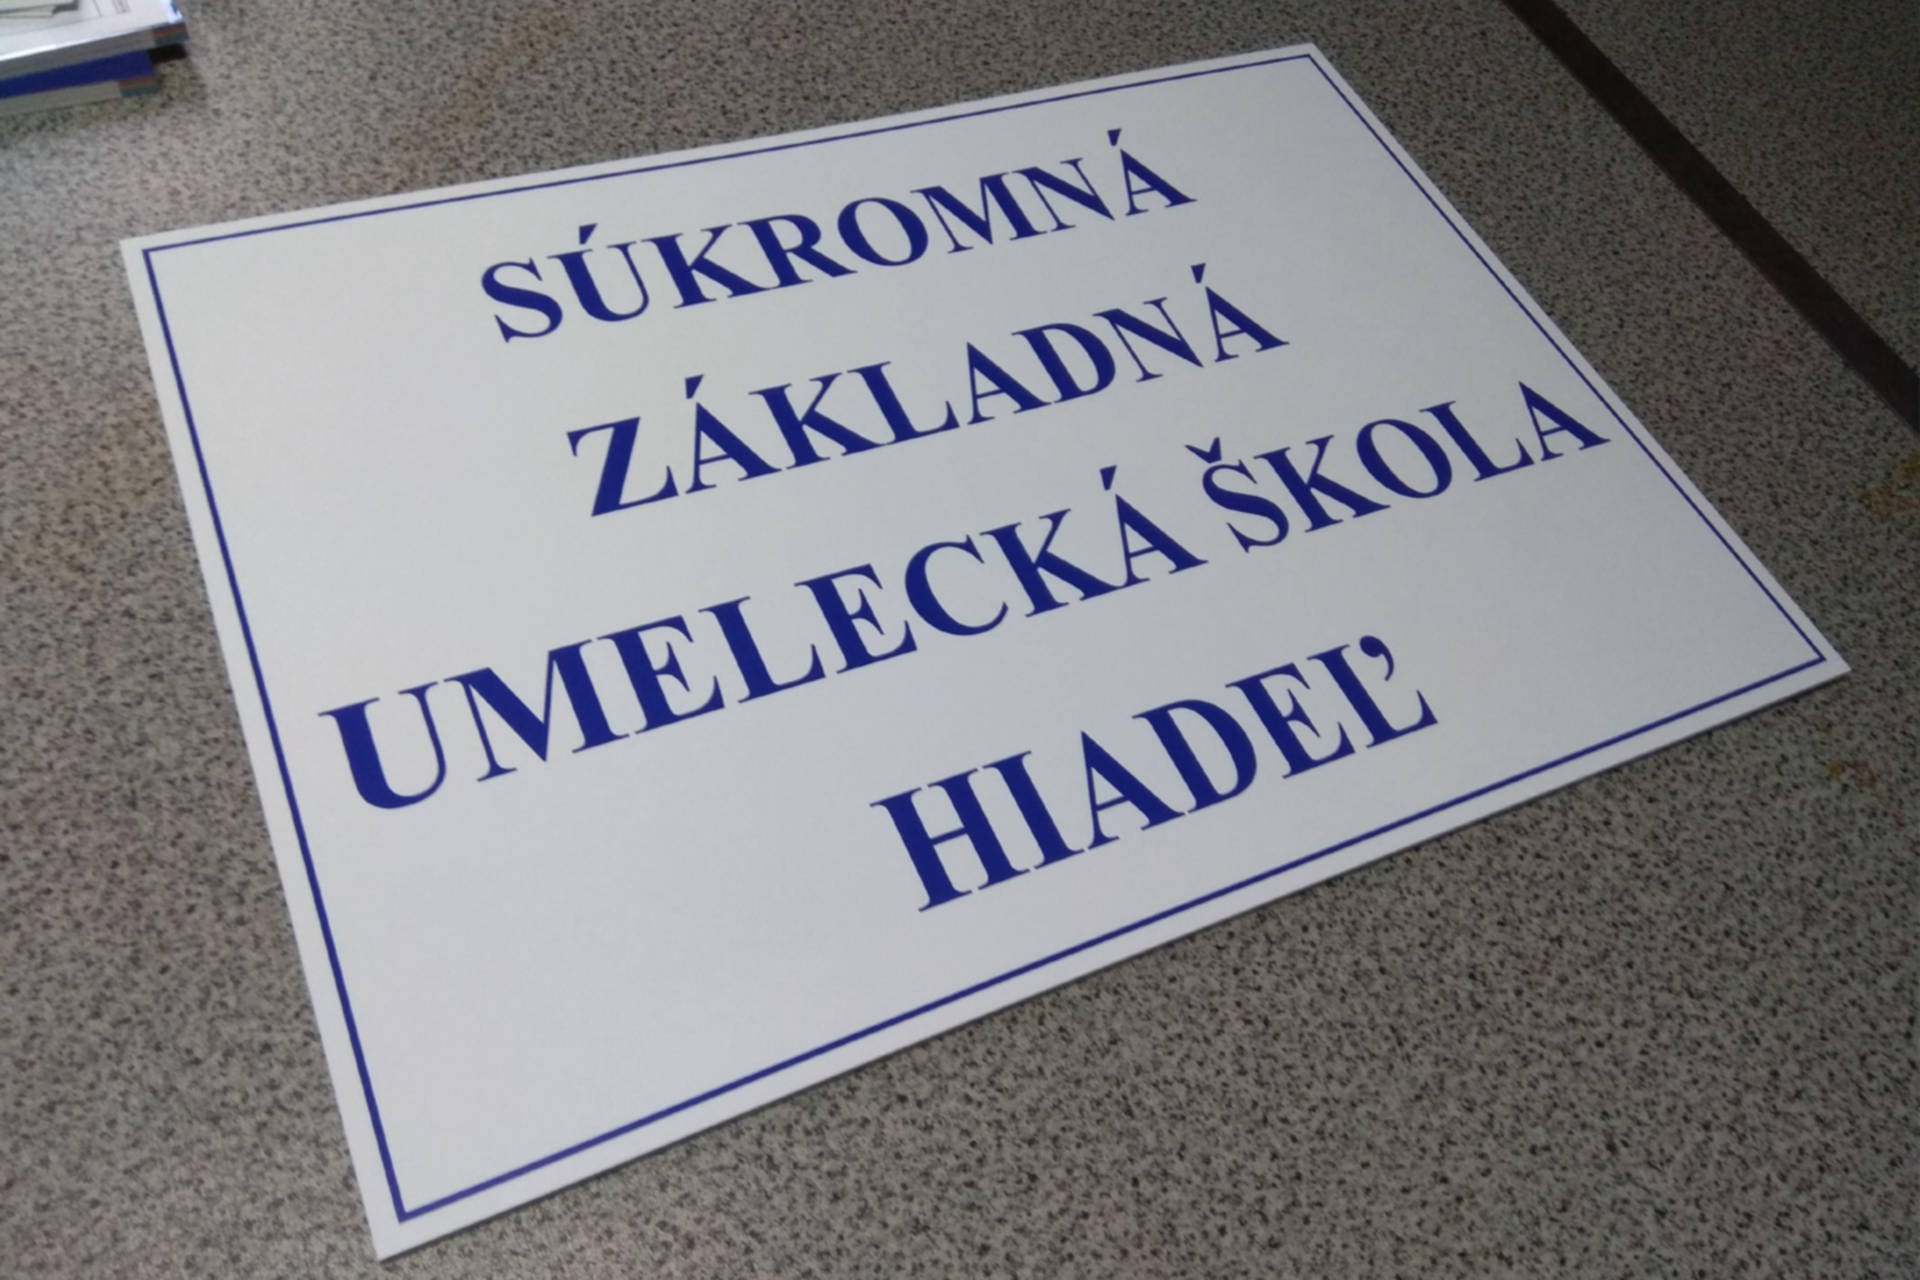 SÚKROMNÁ
ZÁKLADNÁ
UMELECKÁ ŠKOLA
HIADEĽ